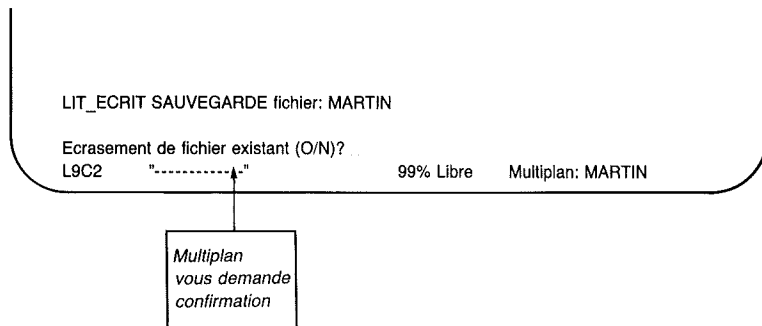 LIT_ECRIT SAUVEGARDE fichier: MARTIN
Ecrasement de fichier existant (O/N)?
L9C2 "------------" 99% Libre Multiplan: MARTIN
Multiplan
vous demande
confirmation